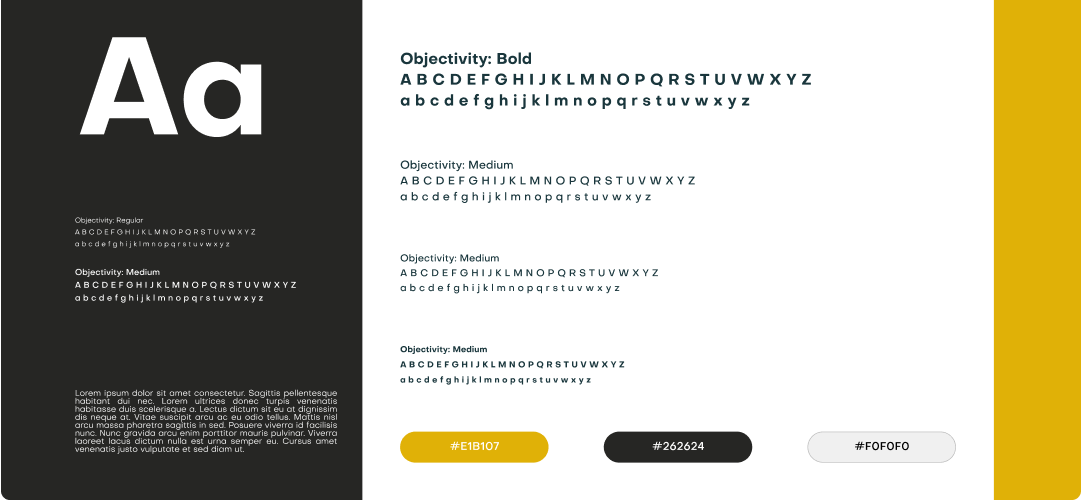 Aa
Objectivity: Regular
A B C D E F G H I J K L M N O P Q R S T U V W X Y Z
a b c d e f g h i j k l m n o p q r s t u v w x y z
Objectivity: Medium
A B C D E F G H I J K L M N O P Q R S T U V W X Y Z
a b c d e f g h i j k l m n o p q r s t u v w x y z
Lorem ipsum dolor sit amet consectetur. Sagittis pellentesque
habitant dui nec. Lorem ultrices donec turpis venenatis
habitasse duis scelerisque a. Lectus dictum sit eu at dignissim
dis neque at. Vitae suscipit arcu ac eu odio tellus. Mattis nisl
arcu massa pharetra sagittis in sed. Posuere viverra id facilisis
nunc. Nunc gravida arcu enim porttitor mauris pulvinar. Viverra
laoreet lacus dictum nulla est urna semper eu. Cursus amet
venenatis justo vulputate et sed diam ut.
Objectivity: Bold
A B C D E F G H I J K L M N O P Q R S T U V W X Y Z
a b c d e f g h i j k l m n o p q r s t u v w x y z
Objectivity: Medium
A B C D E F G H I J K L M N O P Q R S T U V W X Y Z
a b c d e f g h i j k l m n o p q r s t u v w x y z
Objectivity: Medium
A B C D E F G H I J K L M N O P Q R S T U V W X Y Z
a b c d e f g h i j k l m n o p q r s t u v w x y z
Objectivity: Medium
A B C D E F G H I J K L M N O P Q R S T U V W X Y Z
a b c d e f g h i j k l m n o p q r s t u v w x y z
#E1B107 #262624 #F0F0F0